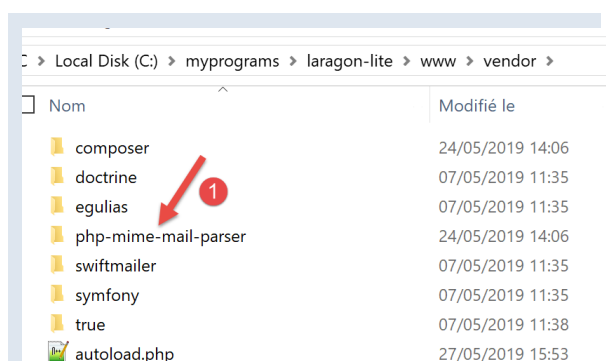 Local Disk (C:) > myprograms > laragon-lite > www > vendor >
Nom Modifié le
composer 24/05/2019 14:06
doctrine 07/05/2019 11:35
egulias 07/05/2019 11:35
1
php-mime-mail-parser 24/05/2019 14:06
swiftmailer 07/05/2019 11:35
symfony 07/05/2019 11:35
true 07/05/2019 11:38
autoload.php 27/05/2019 15:53